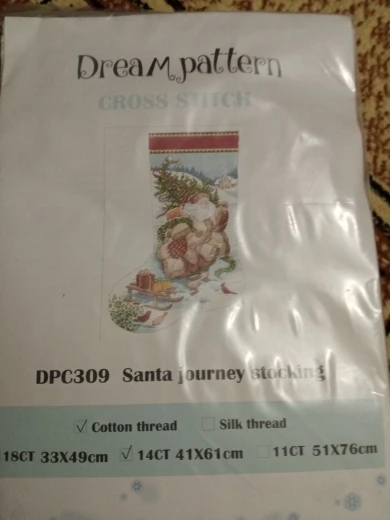 Dream pattern
CROSS STITCH
DPC309 Santa journey stocking
Cotton thread Silk thread
18CT 33X49cm 14CT 41X61cm 11CT 51X76cm